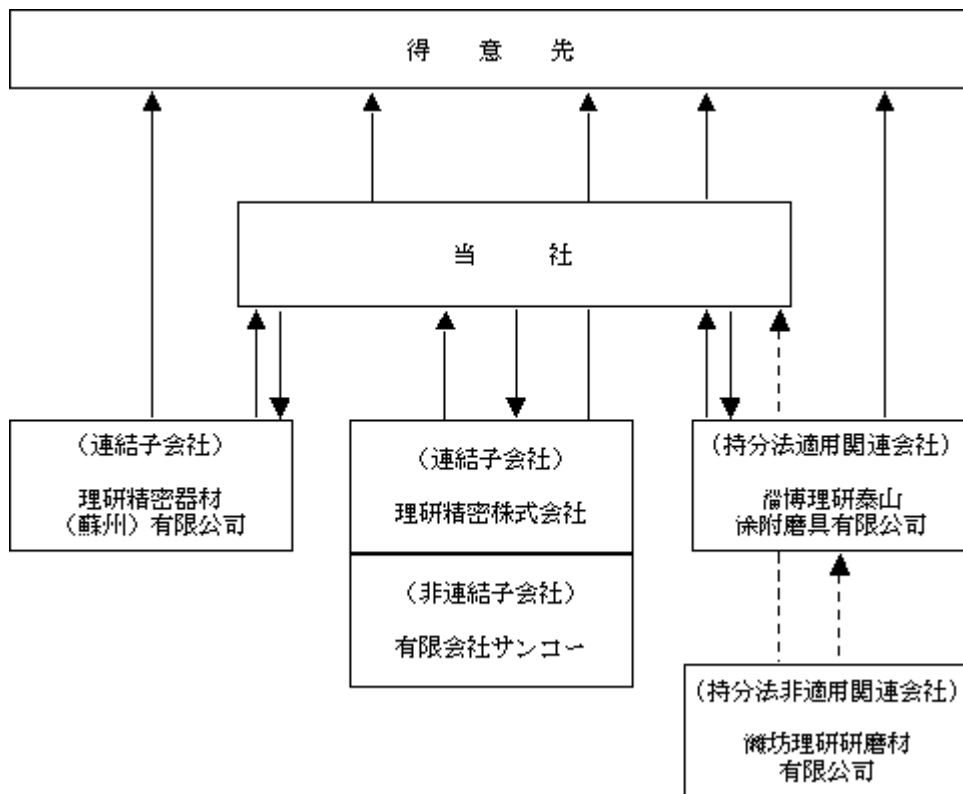 得意先
当社
（連結子会社）
理研精密器材
（蘇州）有限公司
（連結子会社）
理研精密株式会社
（非連結子会社）
有限会社サンコー
（持分法適用関連会社）
淄博理研泰山
涂附磨具有限公司
（持分法非適用関連会社）
濰坊理研研磨材
有限公司